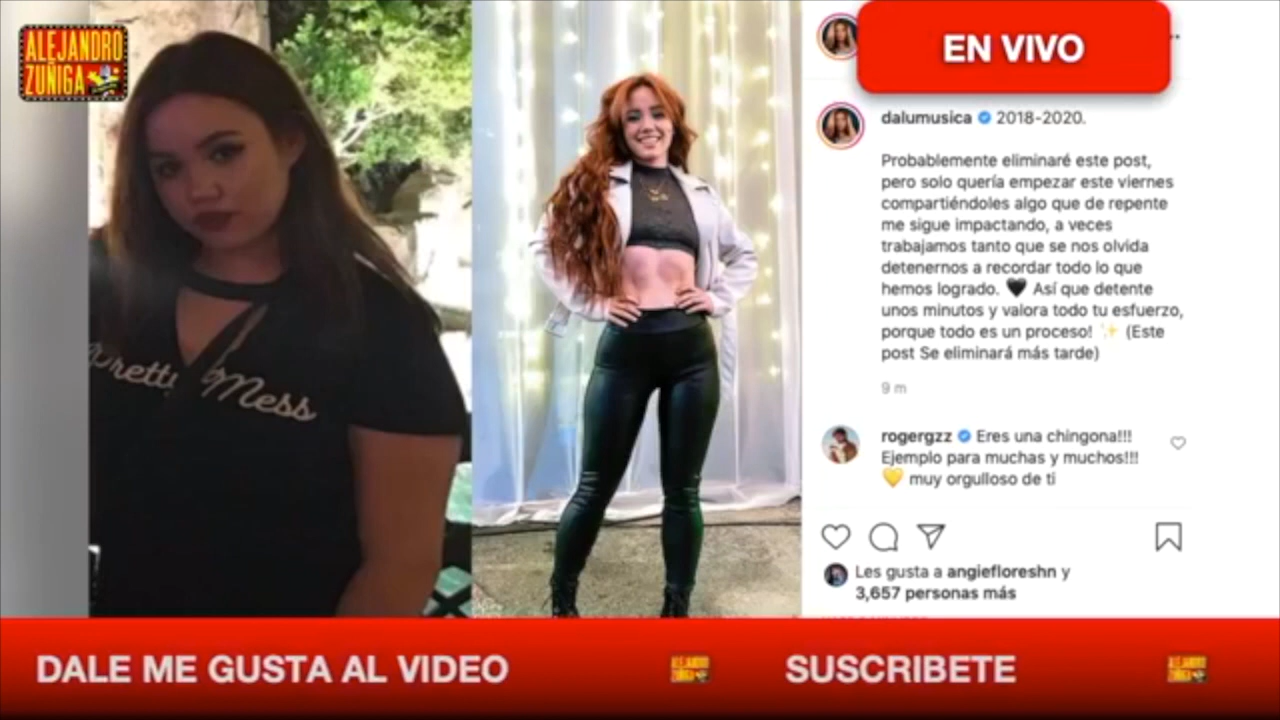 ALEJANDRO
ZUÑIGA
EN VIVO
dalumusica 2018-2020.
Probablemente eliminaré este post,
pero solo quería empezar este viernes
compartiéndoles algo que de repente
me sigue impactando, a veces
trabajamos tanto que se nos olvida
detenernos a recordar todo lo que
hemos logrado. 🖤 Así que detente
unos minutos y valora todo tu esfuerzo,
porque todo es un proceso! ✨ (Este
post Se eliminará más tarde)
9 m
rogergzz Eres una chingona!!!
Ejemplo para muchas y muchos!!!
💛 muy orgulloso de ti
Les gusta a angiefloreshn y
3,657 personas más
Pretty Mess
DALE ME GUSTA AL VIDEO
SUSCRIBETE